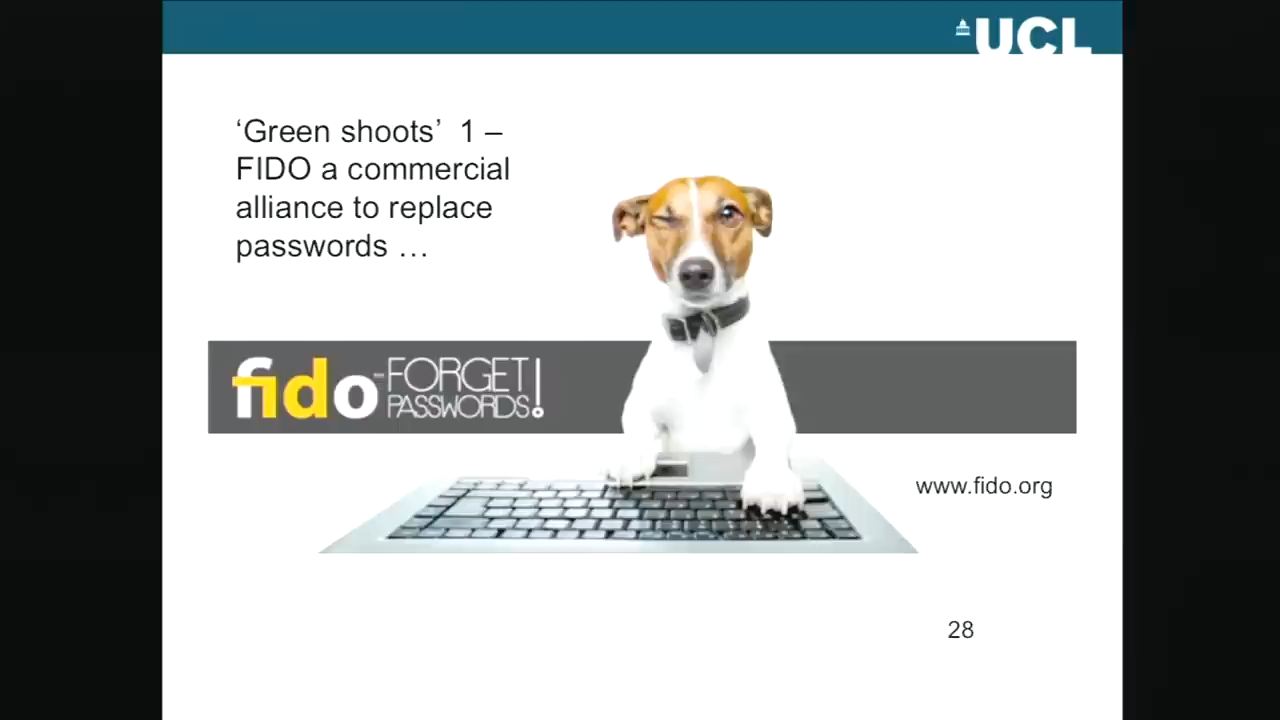 UCL
‘Green shoots’ 1 –
FIDO a commercial
alliance to replace
passwords …
fido
FORGET
PASSWORDS!
www.fido.org
28